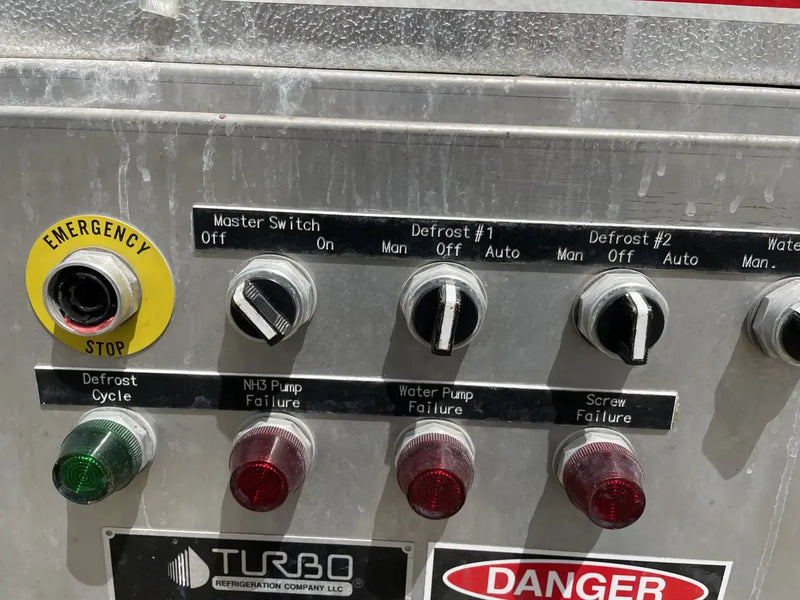 EMERGENCY
STOP
Master Switch
Off On
Defrost #1
Man Off Auto
Defrost #2
Man Off Auto
Man.
Defrost
Cycle
NH3 Pump
Failure
Water Pump
Failure
Screw
Failure
TURBO
REFRIGERATION COMPANY LLC
DANGER